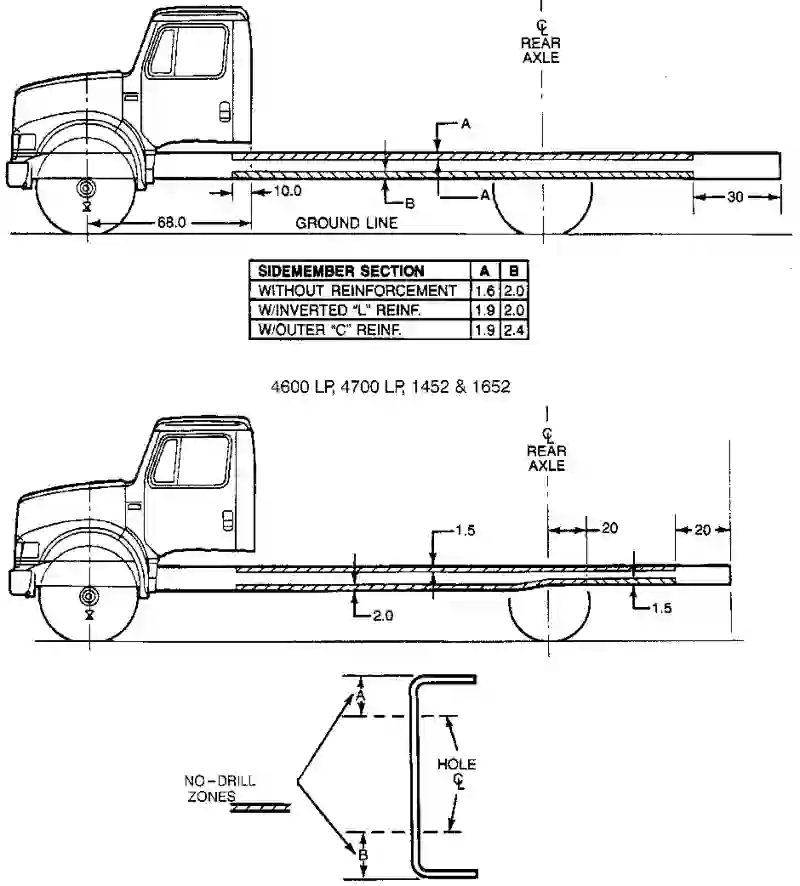 ℄
REAR
AXLE
A
10.0
B
A
30
68.0
GROUND LINE
SIDEMEMBER SECTION A B
WITHOUT REINFORCEMENT 1.6 2.0
W/INVERTED "L" REINF. 1.9 2.0
W/OUTER "C" REINF. 1.9 2.4
4600 LP, 4700 LP, 1452 & 1652
℄
REAR
AXLE
1.5
20
20
2.0
1.5
A
HOLE
℄
NO-DRILL
ZONES
B